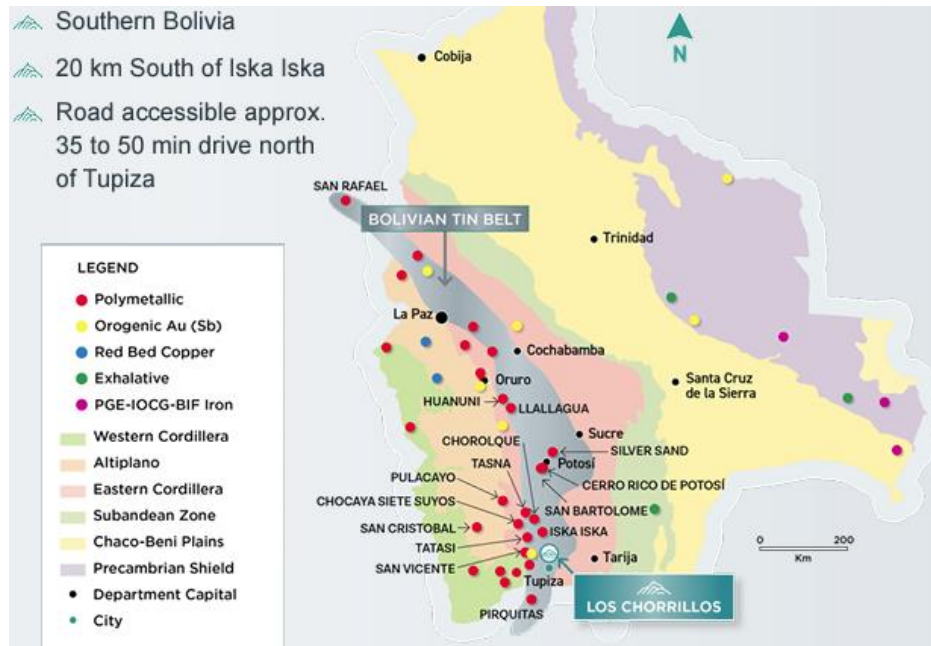 Southern Bolivia
20 km South of Iska Iska
Road accessible approx.
35 to 50 min drive north
of Tupiza
N
Cobija
SAN RAFAEL
BOLIVIAN TIN BELT
Trinidad
La Paz
Cochabamba
Oruro
Santa Cruz
de la Sierra
HUANUNI
LLALLAGUA
Sucre
CHOROLQUE
SILVER SAND
TASNA
Potosí
PULACAYO
CERRO RICO DE POTOSÍ
CHOCAYA SIETE SUYOS
SAN BARTOLOME
SAN CRISTOBAL
ISKA ISKA
TATASI
Tarija
SAN VICENTE
Tupiza
LOS CHORRILLOS
PIRQUITAS
0 200
Km
LEGEND
Polymetallic
Orogenic Au (Sb)
Red Bed Copper
Exhalative
PGE-IOCG-BIF Iron
Western Cordillera
Altiplano
Eastern Cordillera
Subandean Zone
Chaco-Beni Plains
Precambrian Shield
Department Capital
City